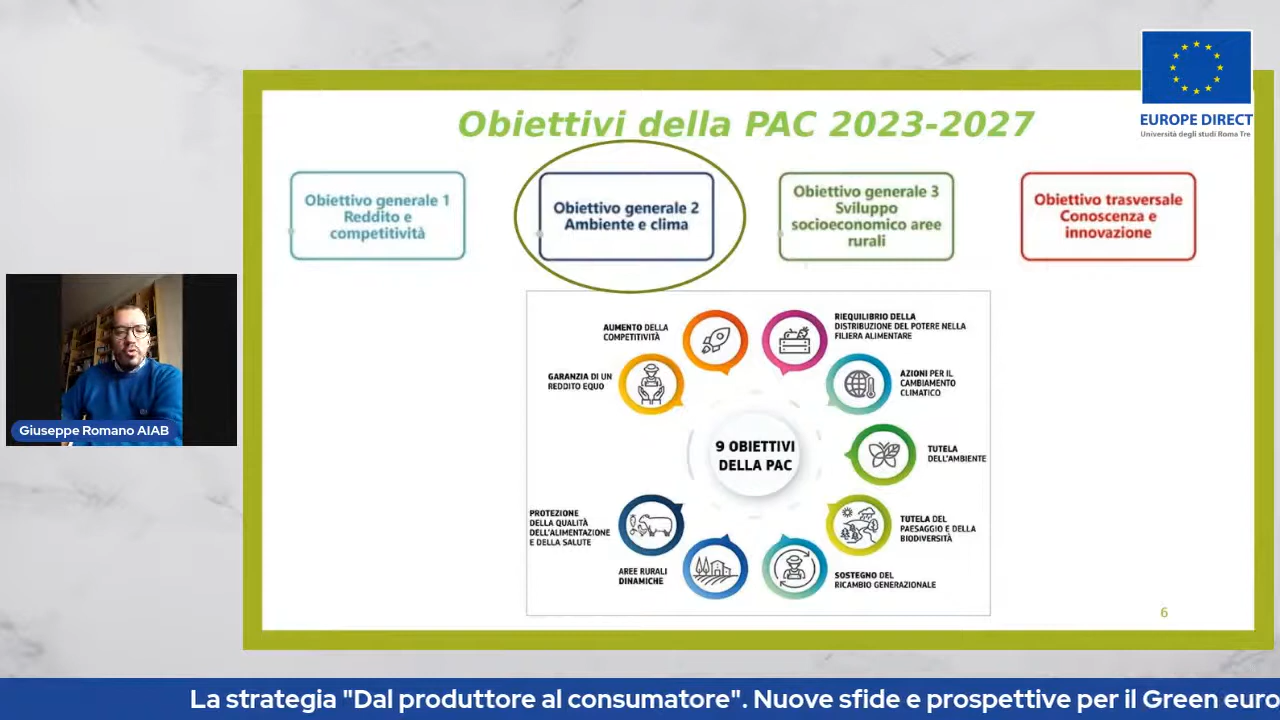 Obiettivi della PAC 2023-2027
EUROPE DIRECT
Università degli studi Roma Tre
Obiettivo generale 1
Reddito e
competitività
Obiettivo generale 2
Ambiente e clima
Obiettivo generale 3
Sviluppo
socioeconomico aree
rurali
Obiettivo trasversale
Conoscenza e
innovazione
AUMENTO DELLA
COMPETITIVITÀ
RIEQUILIBRIO DELLA
DISTRIBUZIONE DEL POTERE NELLA
FILIERA ALIMENTARE
GARANZIA DI UN
REDDITO EQUO
AZIONI PER IL
CAMBIAMENTO
CLIMATICO
9 OBIETTIVI
DELLA PAC
TUTELA
DELL'AMBIENTE
PROTEZIONE
DELLA QUALITÀ
DELL'ALIMENTAZIONE
E DELLA SALUTE
TUTELA DEL
PAESAGGIO E DELLA
BIODIVERSITÀ
AREE RURALI
DINAMICHE
SOSTEGNO DEL
RICAMBIO GENERAZIONALE
6
Giuseppe Romano AIAB
La strategia "Dal produttore al consumatore". Nuove sfide e prospettive per il Green euro